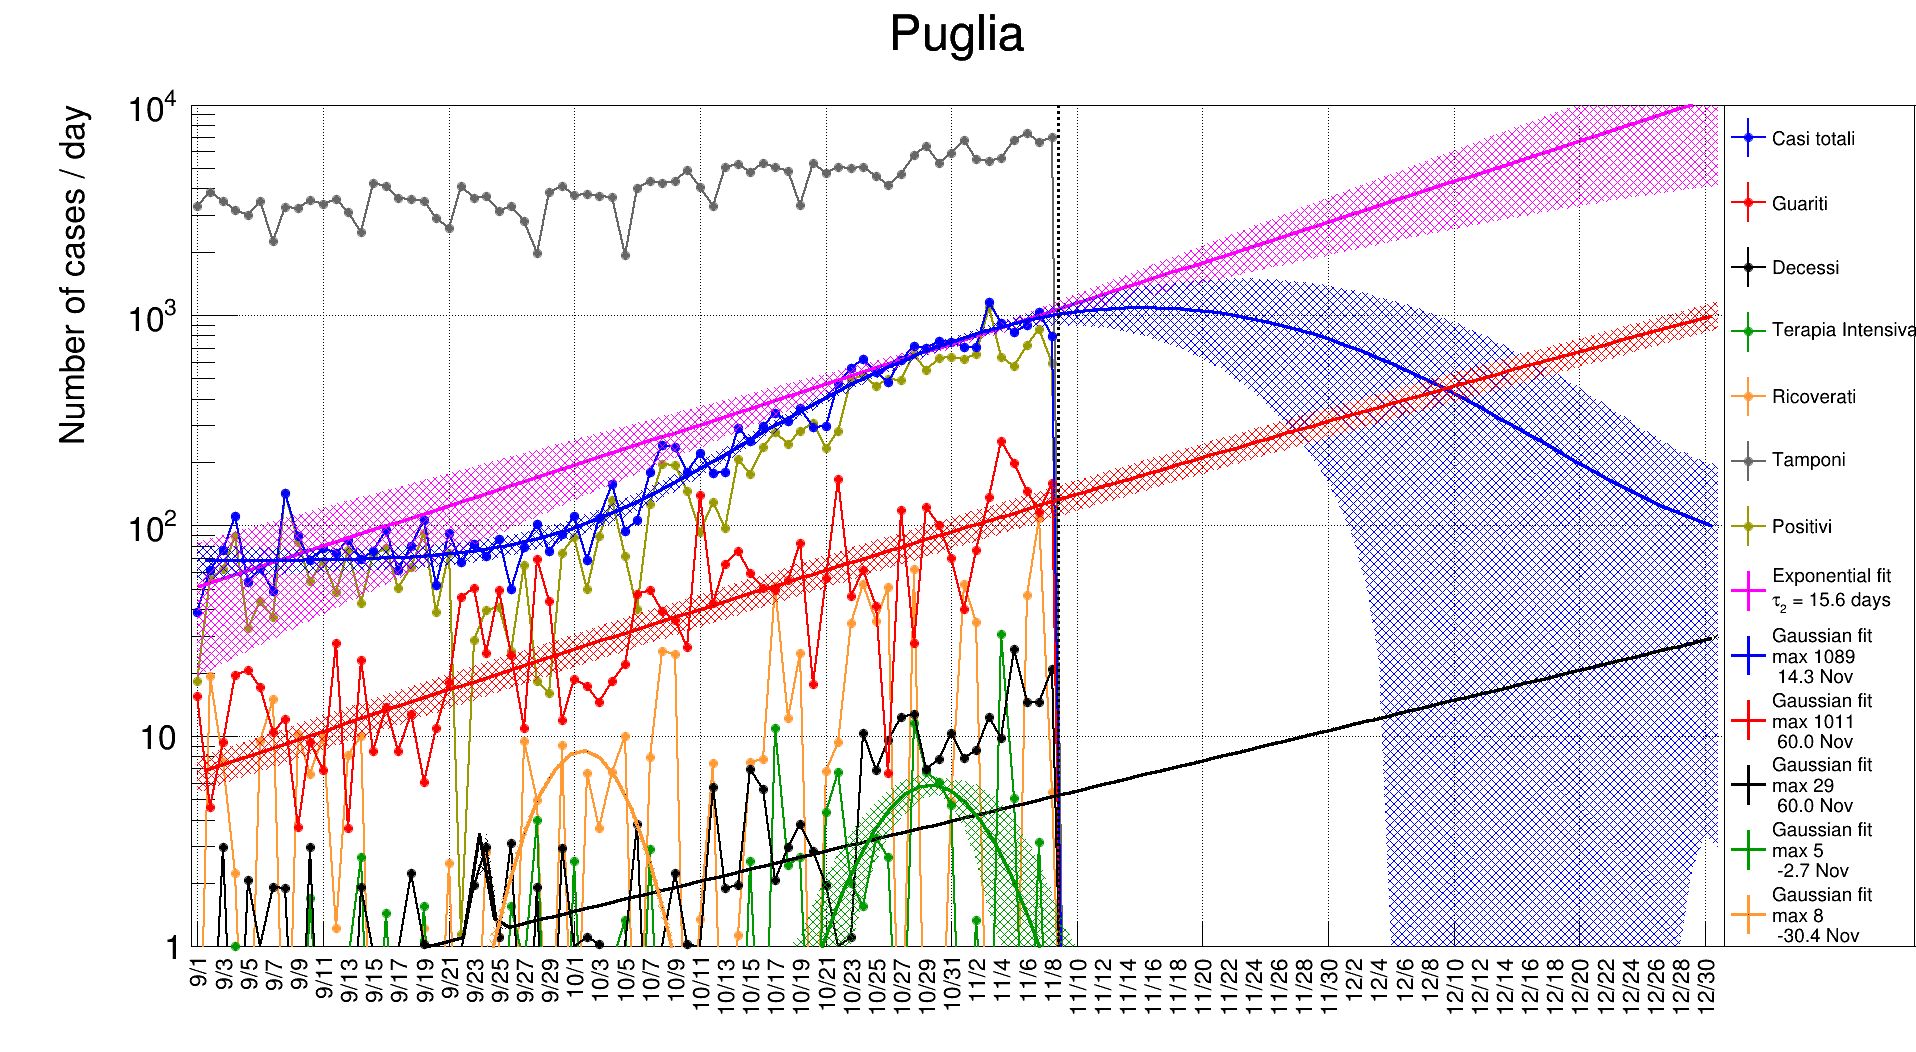 Puglia
Number of cases / day
10^4
10^3
10^2
10
1
9/1
9/3
9/5
9/7
9/9
9/11
9/13
9/15
9/17
9/19
9/21
9/23
9/25
9/27
9/29
10/1
10/3
10/5
10/7
10/9
10/11
10/13
10/15
10/17
10/19
10/21
10/23
10/25
10/27
10/29
10/31
11/2
11/4
11/6
11/8
11/10
11/12
11/14
11/16
11/18
11/20
11/22
11/24
11/26
11/28
11/30
12/2
12/4
12/6
12/8
12/10
12/12
12/14
12/16
12/18
12/20
12/22
12/24
12/26
12/28
12/30
Casi totali
Guariti
Decessi
Terapia Intensiva
Ricoverati
Tamponi
Positivi
Exponential fit
τ2 = 15.6 days
Gaussian fit
max 1089
14.3 Nov
Gaussian fit
max 1011
60.0 Nov
Gaussian fit
max 29
60.0 Nov
Gaussian fit
max 5
-2.7 Nov
Gaussian fit
max 8
-30.4 Nov